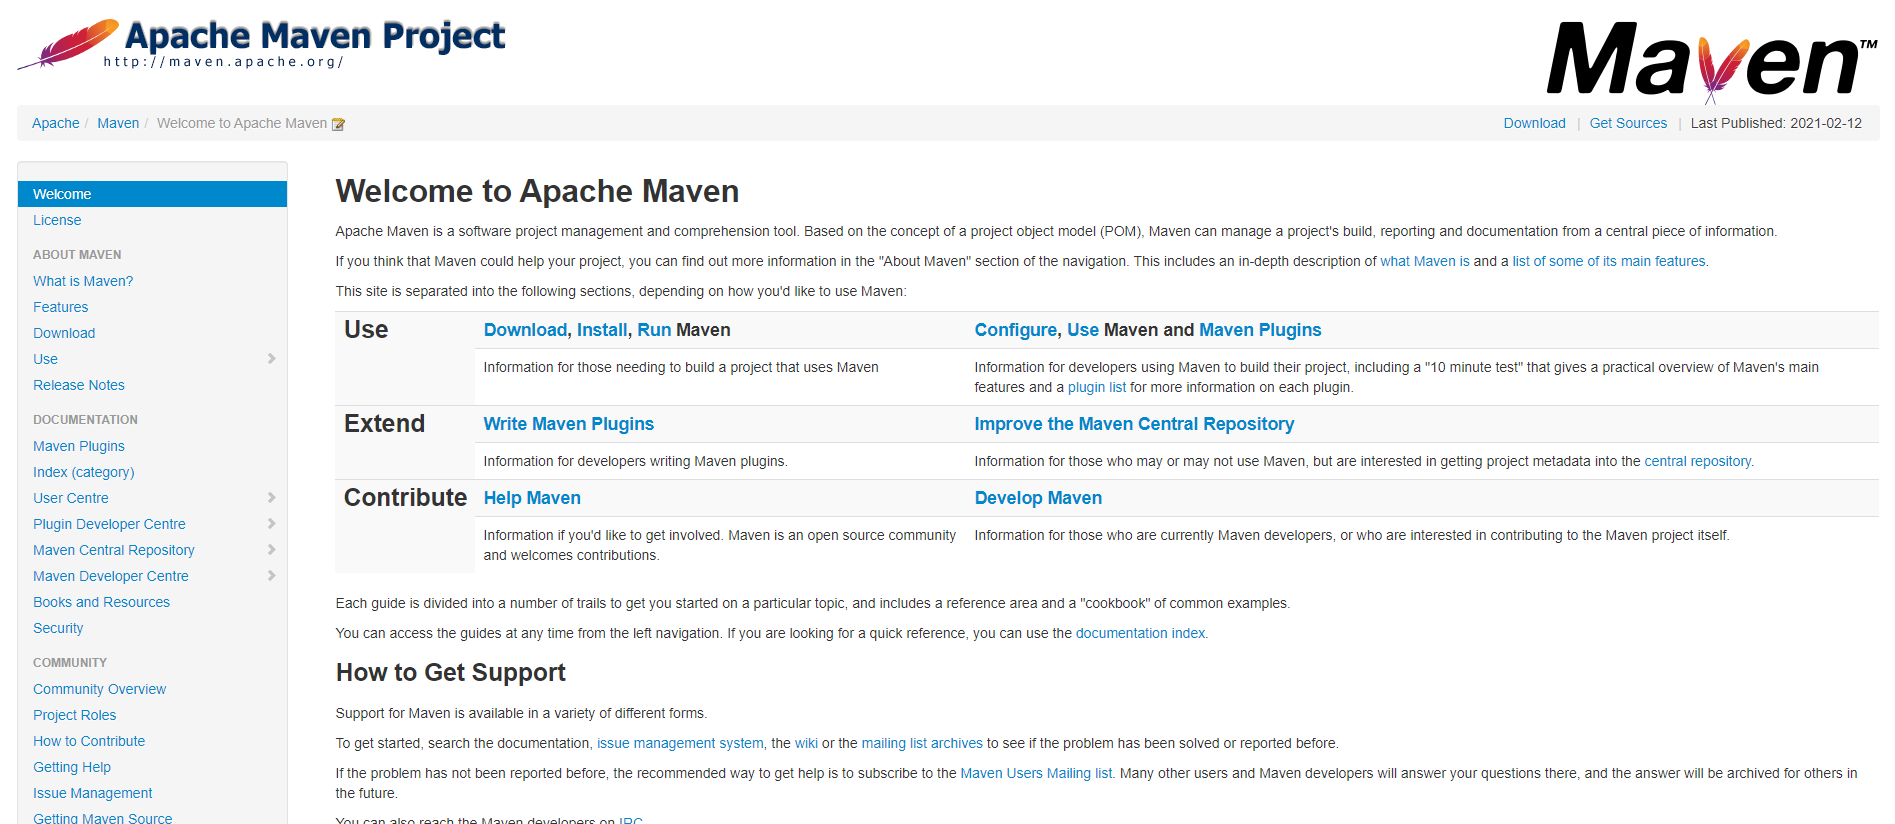 Apache Maven Project
http://maven.apache.org/
Maven™
Apache / Maven / Welcome to Apache Maven
Download | Get Sources | Last Published: 2021-02-12
Welcome
License
ABOUT MAVEN
What is Maven?
Features
Download
Use
Release Notes
DOCUMENTATION
Maven Plugins
Index (category)
User Centre
Plugin Developer Centre
Maven Central Repository
Maven Developer Centre
Books and Resources
Security
COMMUNITY
Community Overview
Project Roles
How to Contribute
Getting Help
Issue Management
Getting Maven Source
Welcome to Apache Maven
Apache Maven is a software project management and comprehension tool. Based on the concept of a project object model (POM), Maven can manage a project's build, reporting and documentation from a central piece of information.
If you think that Maven could help your project, you can find out more information in the "About Maven" section of the navigation. This includes an in-depth description of what Maven is and a list of some of its main features.
This site is separated into the following sections, depending on how you'd like to use Maven:
Use
Download, Install, Run Maven
Configure, Use Maven and Maven Plugins
Information for those needing to build a project that uses Maven
Information for developers using Maven to build their project, including a "10 minute test" that gives a practical overview of Maven's main
features and a plugin list for more information on each plugin.
Extend
Write Maven Plugins
Improve the Maven Central Repository
Information for developers writing Maven plugins.
Information for those who may or may not use Maven, but are interested in getting project metadata into the central repository.
Contribute
Help Maven
Develop Maven
Information if you'd like to get involved. Maven is an open source community
and welcomes contributions.
Information for those who are currently Maven developers, or who are interested in contributing to the Maven project itself.
Each guide is divided into a number of trails to get you started on a particular topic, and includes a reference area and a "cookbook" of common examples.
You can access the guides at any time from the left navigation. If you are looking for a quick reference, you can use the documentation index.
How to Get Support
Support for Maven is available in a variety of different forms.
To get started, search the documentation, issue management system, the wiki or the mailing list archives to see if the problem has been solved or reported before.
If the problem has not been reported before, the recommended way to get help is to subscribe to the Maven Users Mailing list. Many other users and Maven developers will answer your questions there, and the answer will be archived for others in
the future.
You can also reach the Maven developers on IRC